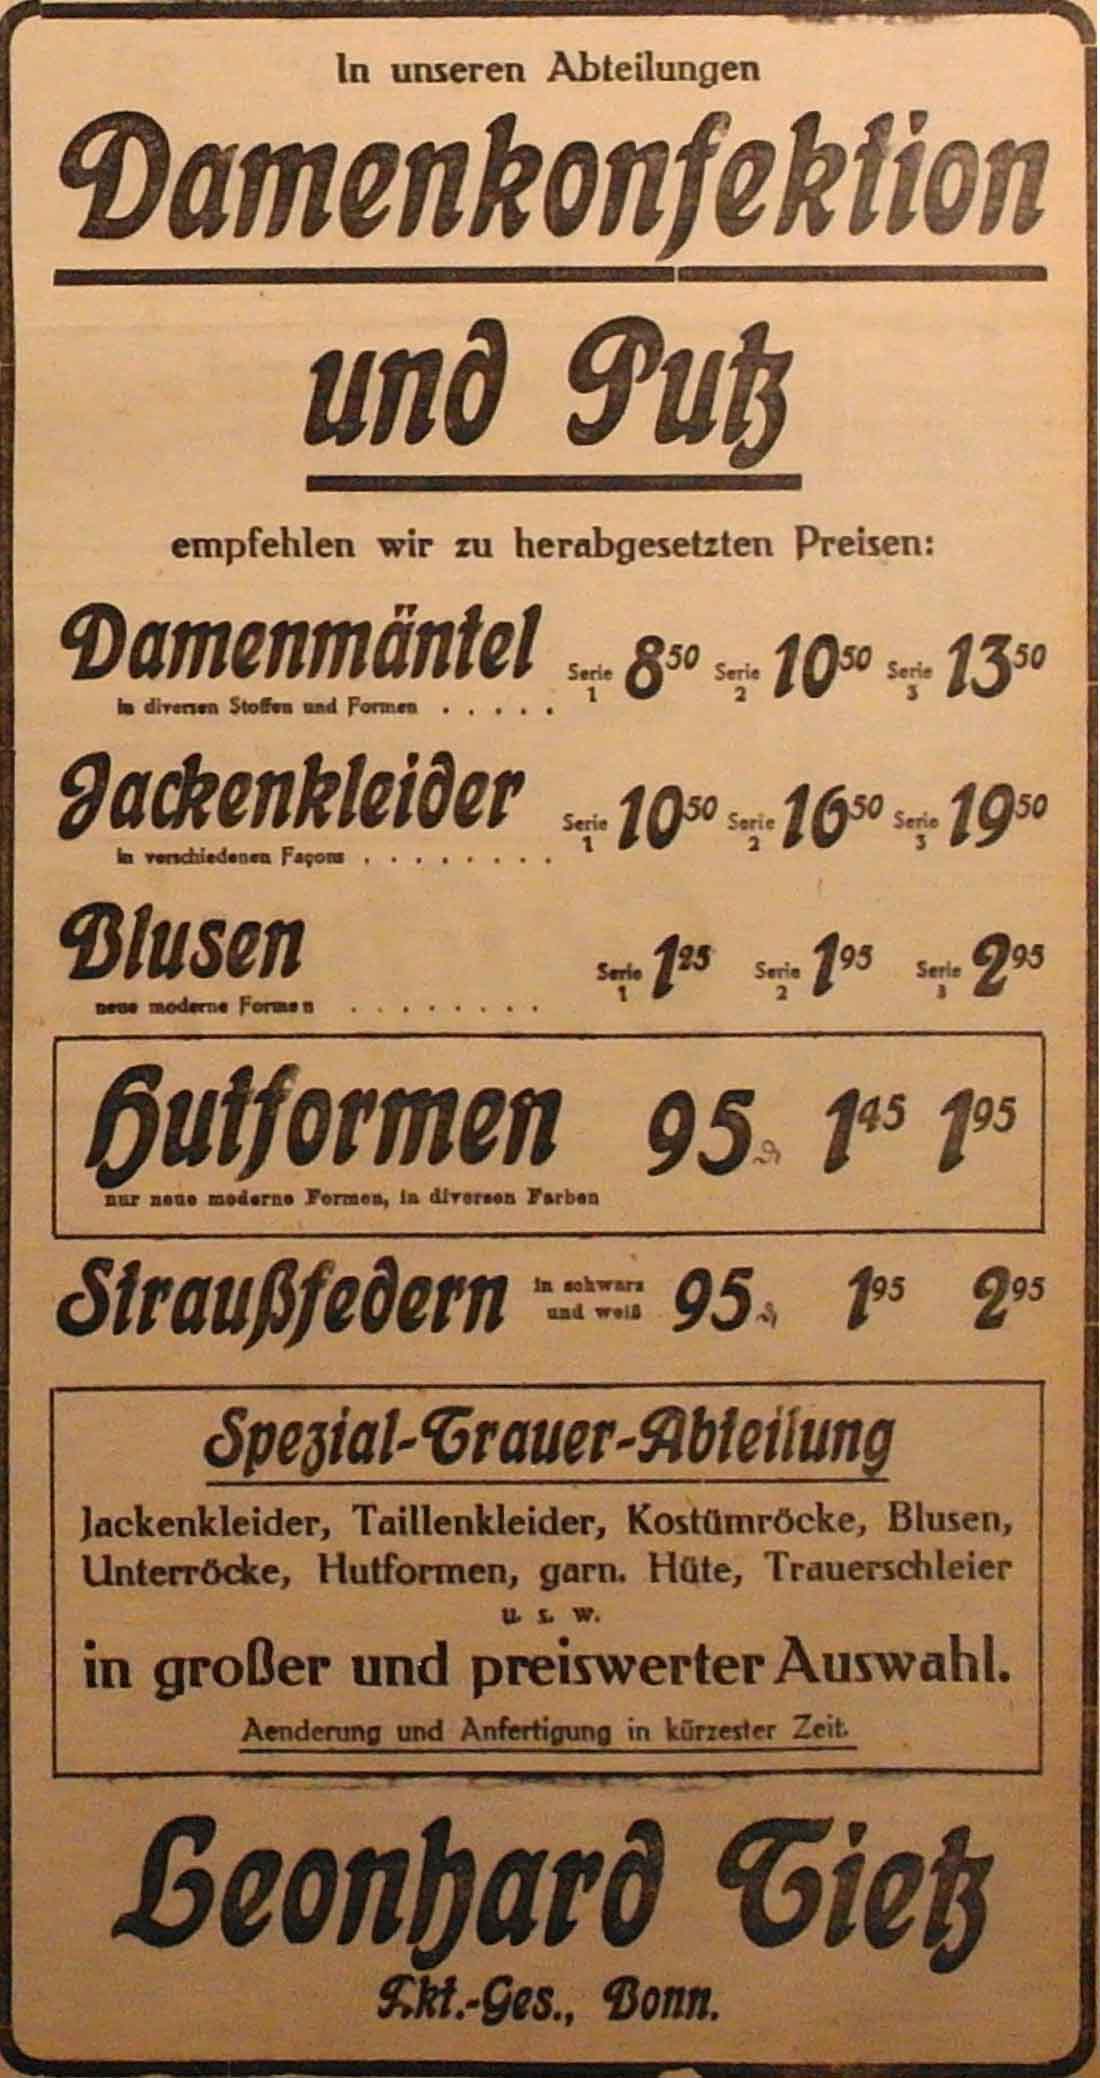 In unseren Abteilungen
Damenkonfektion
und Putz
empfehlen wir zu herabgesetzten Preisen:
Damenmäntel Serie 1 8⁵⁰ Serie 2 10⁵⁰ Serie 3 13⁵⁰
in diversen Stoffen und Formen . . . . .
Jackenkleider Serie 1 10⁵⁰ Serie 2 16⁵⁰ Serie 3 19⁵⁰
in verschiedenen Façons . . . . . . . .
Blusen Serie 1 1²⁵ Serie 2 1⁹⁵ Serie 3 2⁹⁵
neue moderne Formen . . . . . . . .
Hutformen 95 ₰ 1⁴⁵ 1⁹⁵
nur neue moderne Formen, in diversen Farben
Straußfedern in schwarz und weiß 95 ₰ 1⁹⁵ 2⁹⁵
Spezial-Trauer-Abteilung
Jackenkleider, Taillenkleider, Kostümröcke, Blusen,
Unterröcke, Hutformen, garn. Hüte, Trauerschleier
u. s. w.
in großer und preiswerter Auswahl.
Aenderung und Anfertigung in kürzester Zeit.
Leonhard Tietz
Akt.-Ges., Bonn.